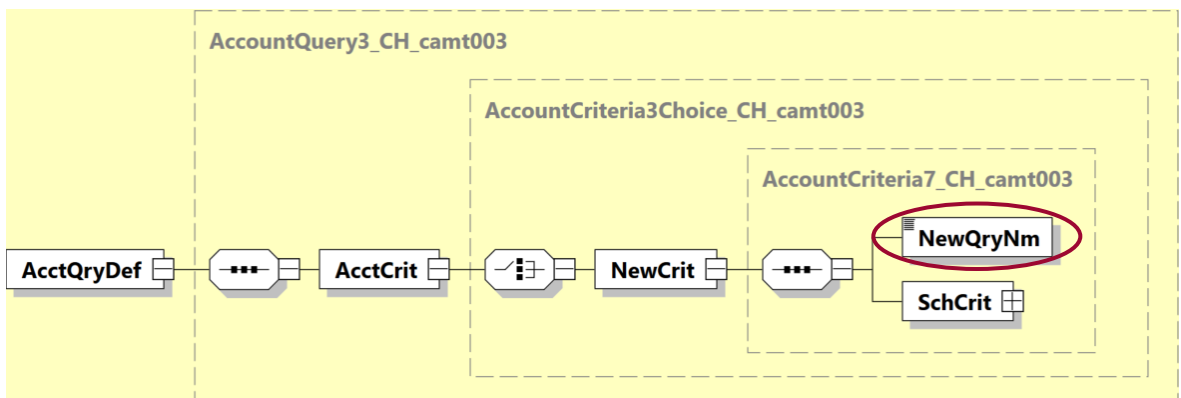 AccountQuery3_CH_camt003
AccountCriteria3Choice_CH_camt003
AccountCriteria7_CH_camt003
NewQryNm
AcctQryDef
AcctCrit
NewCrit
SchCrit